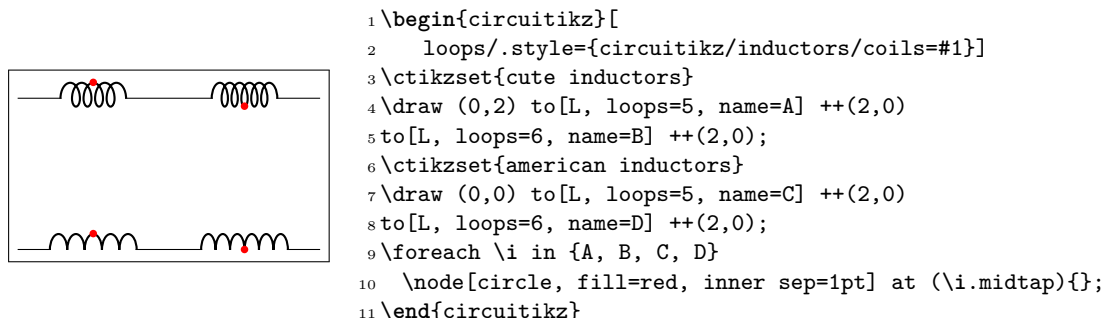 1 \begin{circuitikz}[
2     loops/.style={circuitikz/inductors/coils=#1}]
3 \ctikzset{cute inductors}
4 \draw (0,2) to[L, loops=5, name=A] ++(2,0)
5 to[L, loops=6, name=B] ++(2,0);
6 \ctikzset{american inductors}
7 \draw (0,0) to[L, loops=5, name=C] ++(2,0)
8 to[L, loops=6, name=D] ++(2,0);
9 \foreach \i in {A, B, C, D}
10   \node[circle, fill=red, inner sep=1pt] at (\i.midtap){};
11 \end{circuitikz}